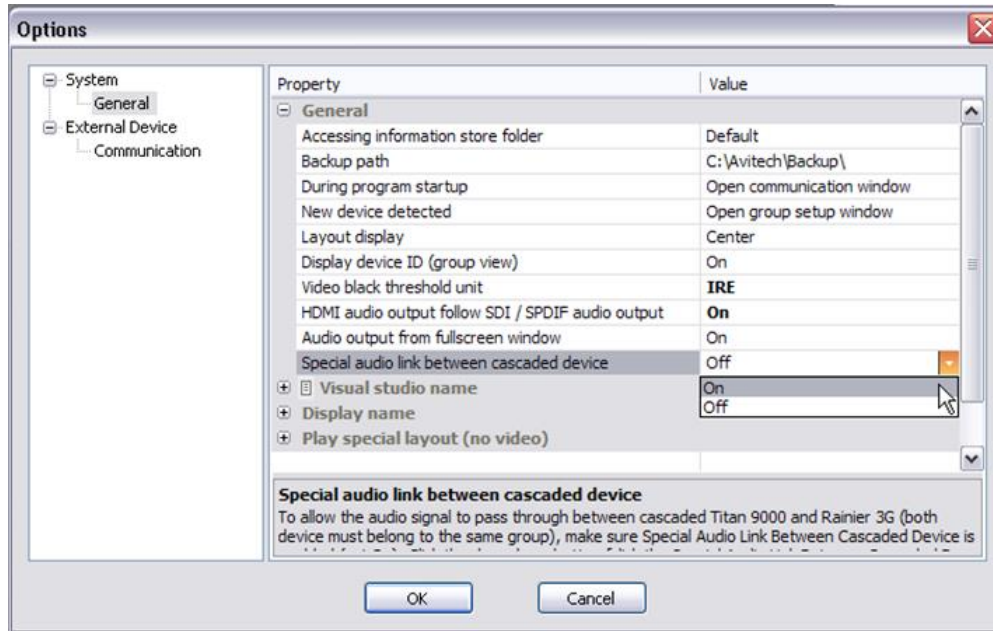 Options
System
General
External Device
Communication
Property Value
General
Accessing information store folder Default
Backup path C:\Avitech\Backup\
During program startup Open communication window
New device detected Open group setup window
Layout display Center
Display device ID (group view) On
Video black threshold unit IRE
HDMI audio output follow SDI / SPDIF audio output On
Audio output from fullscreen window On
Special audio link between cascaded device Off
Visual studio name On
Off
Display name
Play special layout (no video)
Special audio link between cascaded device
To allow the audio signal to pass through between cascaded Titan 9000 and Rainier 3G (both
device must belong to the same group), make sure Special Audio Link Between Cascaded Device is
OK Cancel